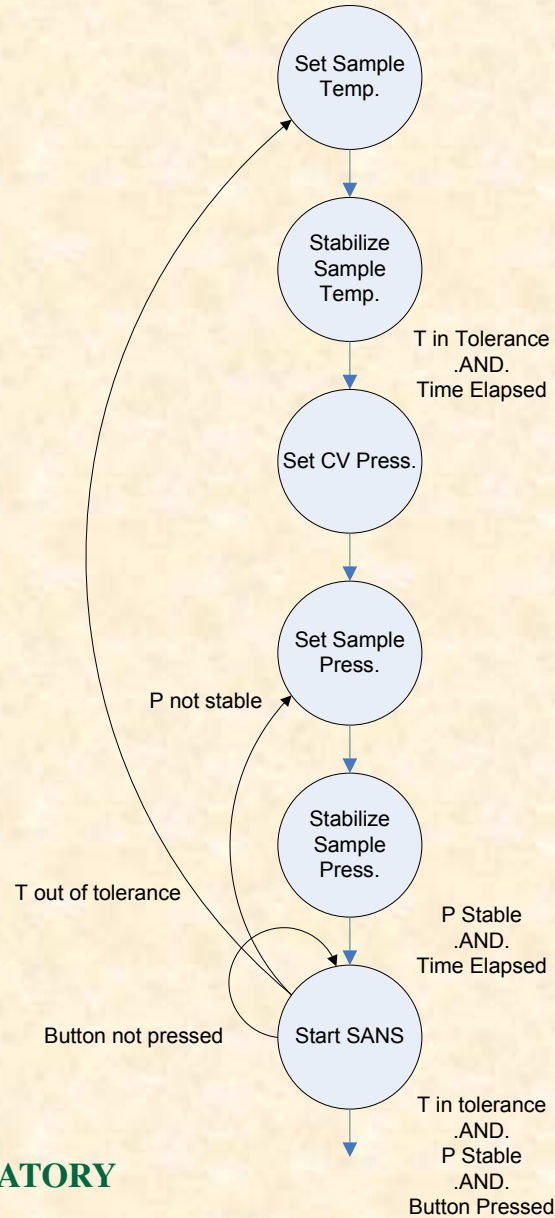 Set Sample
Temp.
Stabilize
Sample
Temp.
T in Tolerance
.AND.
Time Elapsed
Set CV Press.
Set Sample
Press.
P not stable
Stabilize
Sample
Press.
T out of tolerance
P Stable
.AND.
Time Elapsed
Button not pressed
Start SANS
T in tolerance
.AND.
P Stable
.AND.
Button Pressed
ATORY